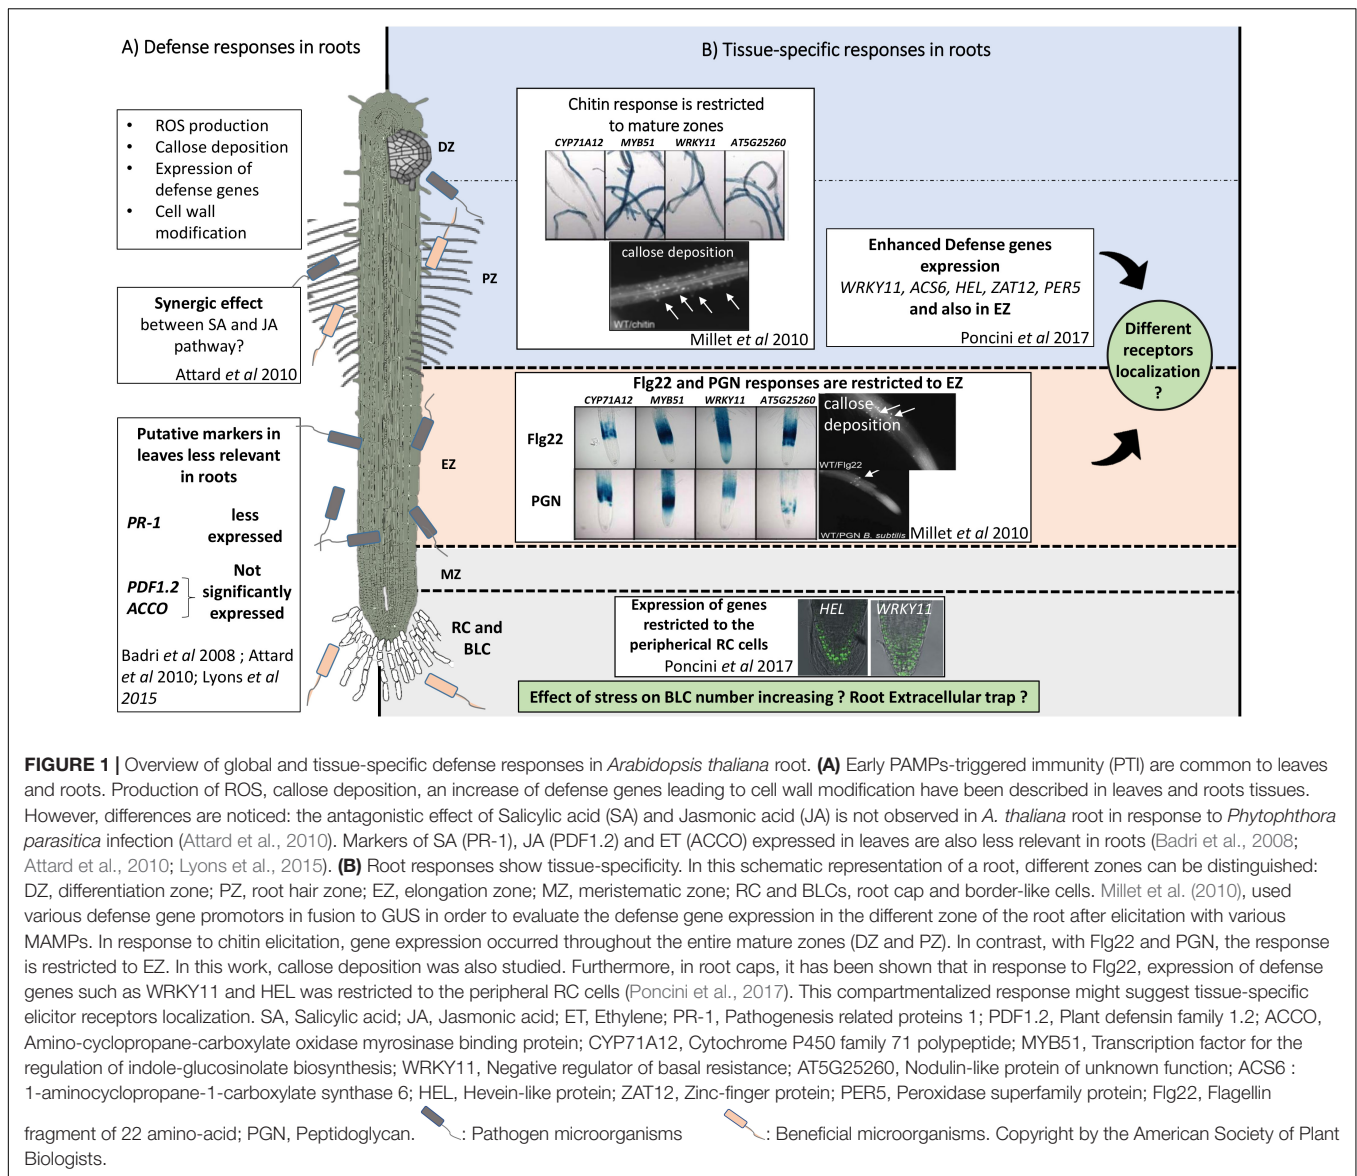 A) Defense responses in roots
B) Tissue-specific responses in roots
• ROS production
• Callose deposition
• Expression of
defense genes
• Cell wall
modification
Synergic effect
between SA and JA
pathway?
Attard et al 2010
Putative markers in
leaves less relevant
in roots
PR-1 less
expressed
PDF1.2
ACCO
Not
significantly
expressed
Badri et al 2008 ; Attard
et al 2010; Lyons et al
2015
DZ
PZ
EZ
MZ
RC and
BLC
Chitin response is restricted
to mature zones
CYP71A12 MYB51 WRKY11 AT5G25260
callose deposition
WT/chitin
Millet et al 2010
Enhanced Defense genes
expression
WRKY11, ACS6, HEL, ZAT12, PER5
and also in EZ
Poncini et al 2017
Different
receptors
localization
?
Flg22 and PGN responses are restricted to EZ
CYP71A12 MYB51 WRKY11 AT5G25260
Flg22
PGN
callose
deposition
WT/Flg22
WT/PGN B. subtilis
Millet et al 2010
Expression of genes
restricted to the
peripherical RC cells
Poncini et al 2017
HEL WRKY11
Effect of stress on BLC number increasing ? Root Extracellular trap ?
FIGURE 1 | Overview of global and tissue-specific defense responses in Arabidopsis thaliana root. (A) Early PAMPs-triggered immunity (PTI) are common to leaves
and roots. Production of ROS, callose deposition, an increase of defense genes leading to cell wall modification have been described in leaves and roots tissues.
However, differences are noticed: the antagonistic effect of Salicylic acid (SA) and Jasmonic acid (JA) is not observed in A. thaliana root in response to Phytophthora
parasitica infection (Attard et al., 2010). Markers of SA (PR-1), JA (PDF1.2) and ET (ACCO) expressed in leaves are also less relevant in roots (Badri et al., 2008;
Attard et al., 2010; Lyons et al., 2015). (B) Root responses show tissue-specificity. In this schematic representation of a root, different zones can be distinguished:
DZ, differentiation zone; PZ, root hair zone; EZ, elongation zone; MZ, meristematic zone; RC and BLCs, root cap and border-like cells. Millet et al. (2010), used
various defense gene promotors in fusion to GUS in order to evaluate the defense gene expression in the different zone of the root after elicitation with various
MAMPs. In response to chitin elicitation, gene expression occurred throughout the entire mature zones (DZ and PZ). In contrast, with Flg22 and PGN, the response
is restricted to EZ. In this work, callose deposition was also studied. Furthermore, in root caps, it has been shown that in response to Flg22, expression of defense
genes such as WRKY11 and HEL was restricted to the peripheral RC cells (Poncini et al., 2017). This compartmentalized response might suggest tissue-specific
elicitor receptors localization. SA, Salicylic acid; JA, Jasmonic acid; ET, Ethylene; PR-1, Pathogenesis related proteins 1; PDF1.2, Plant defensin family 1.2; ACCO,
Amino-cyclopropane-carboxylate oxidase myrosinase binding protein; CYP71A12, Cytochrome P450 family 71 polypeptide; MYB51, Transcription factor for the
regulation of indole-glucosinolate biosynthesis; WRKY11, Negative regulator of basal resistance; AT5G25260, Nodulin-like protein of unknown function; ACS6 :
1-aminocyclopropane-1-carboxylate synthase 6; HEL, Hevein-like protein; ZAT12, Zinc-finger protein; PER5, Peroxidase superfamily protein; Flg22, Flagellin
fragment of 22 amino-acid; PGN, Peptidoglycan. : Pathogen microorganisms : Beneficial microorganisms. Copyright by the American Society of Plant
Biologists.